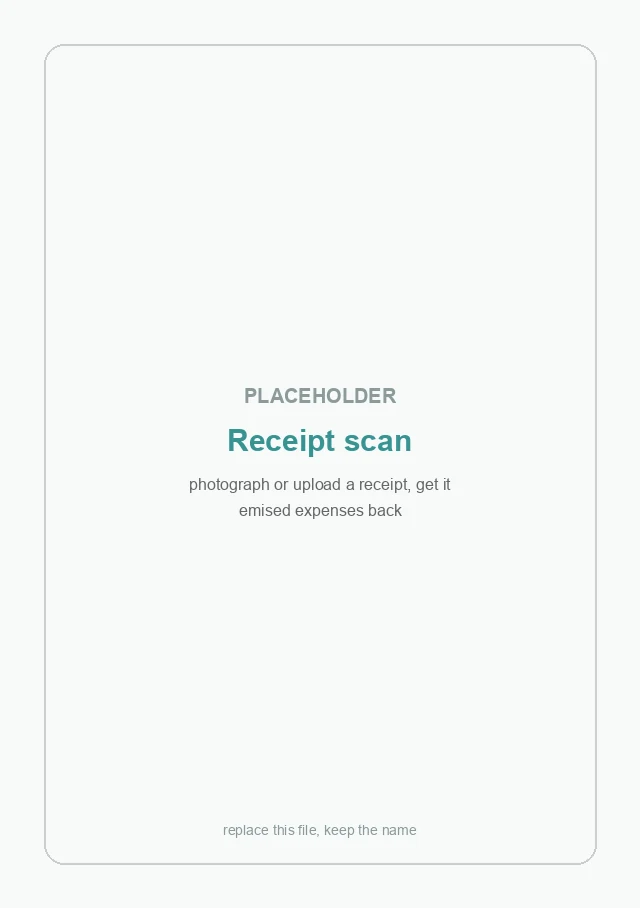 PLACEHOLDER
Receipt scan
photograph or upload a receipt, get it
emised expenses back
replace this file, keep the name